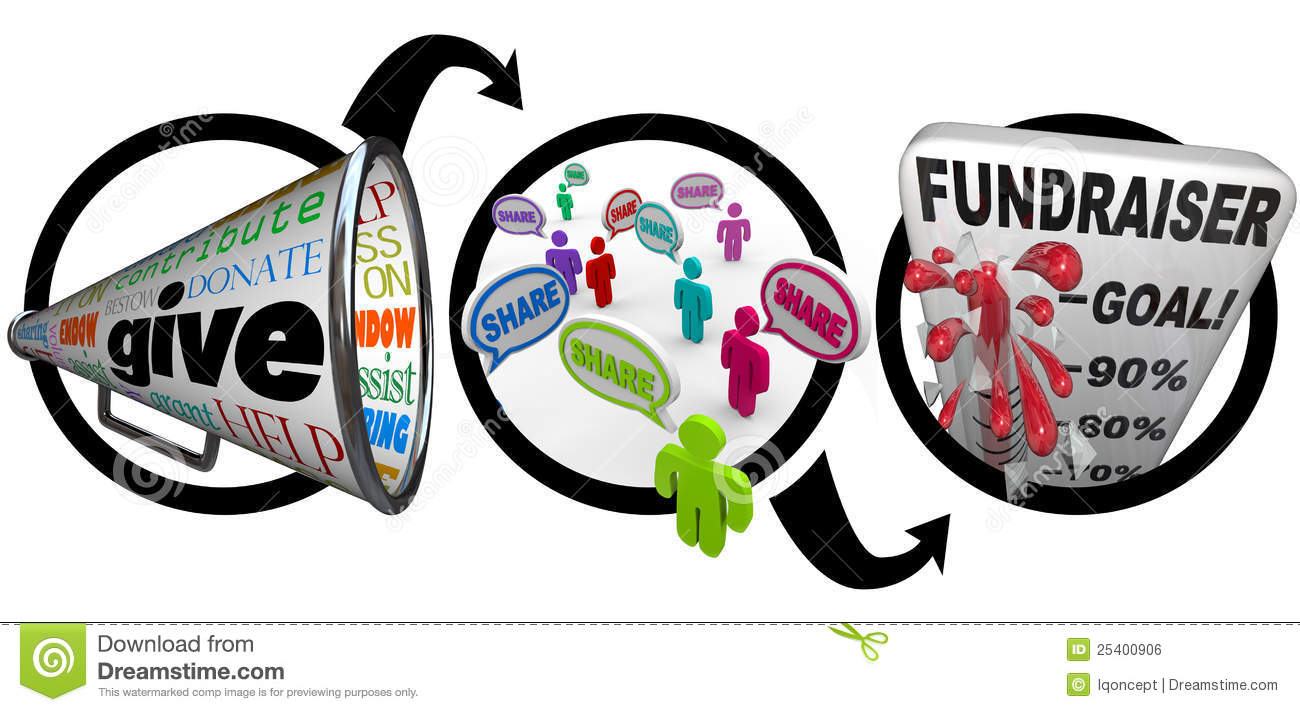 contribute
BESTOW DONATE
sharing ENDOW give
assist
grant HELP
LP
SS
ON
NDOW
ssist
RING
SHARE
SHARE
SHARE
SHARE
SHARE
SHARE
SHARE
SHARE
FUNDRAISER
-GOAL!
-90%
-80%
-70%
Download from
Dreamstime.com
This watermarked comp image is for previewing purposes only.
ID 25400906
© Iqoncept | Dreamstime.com